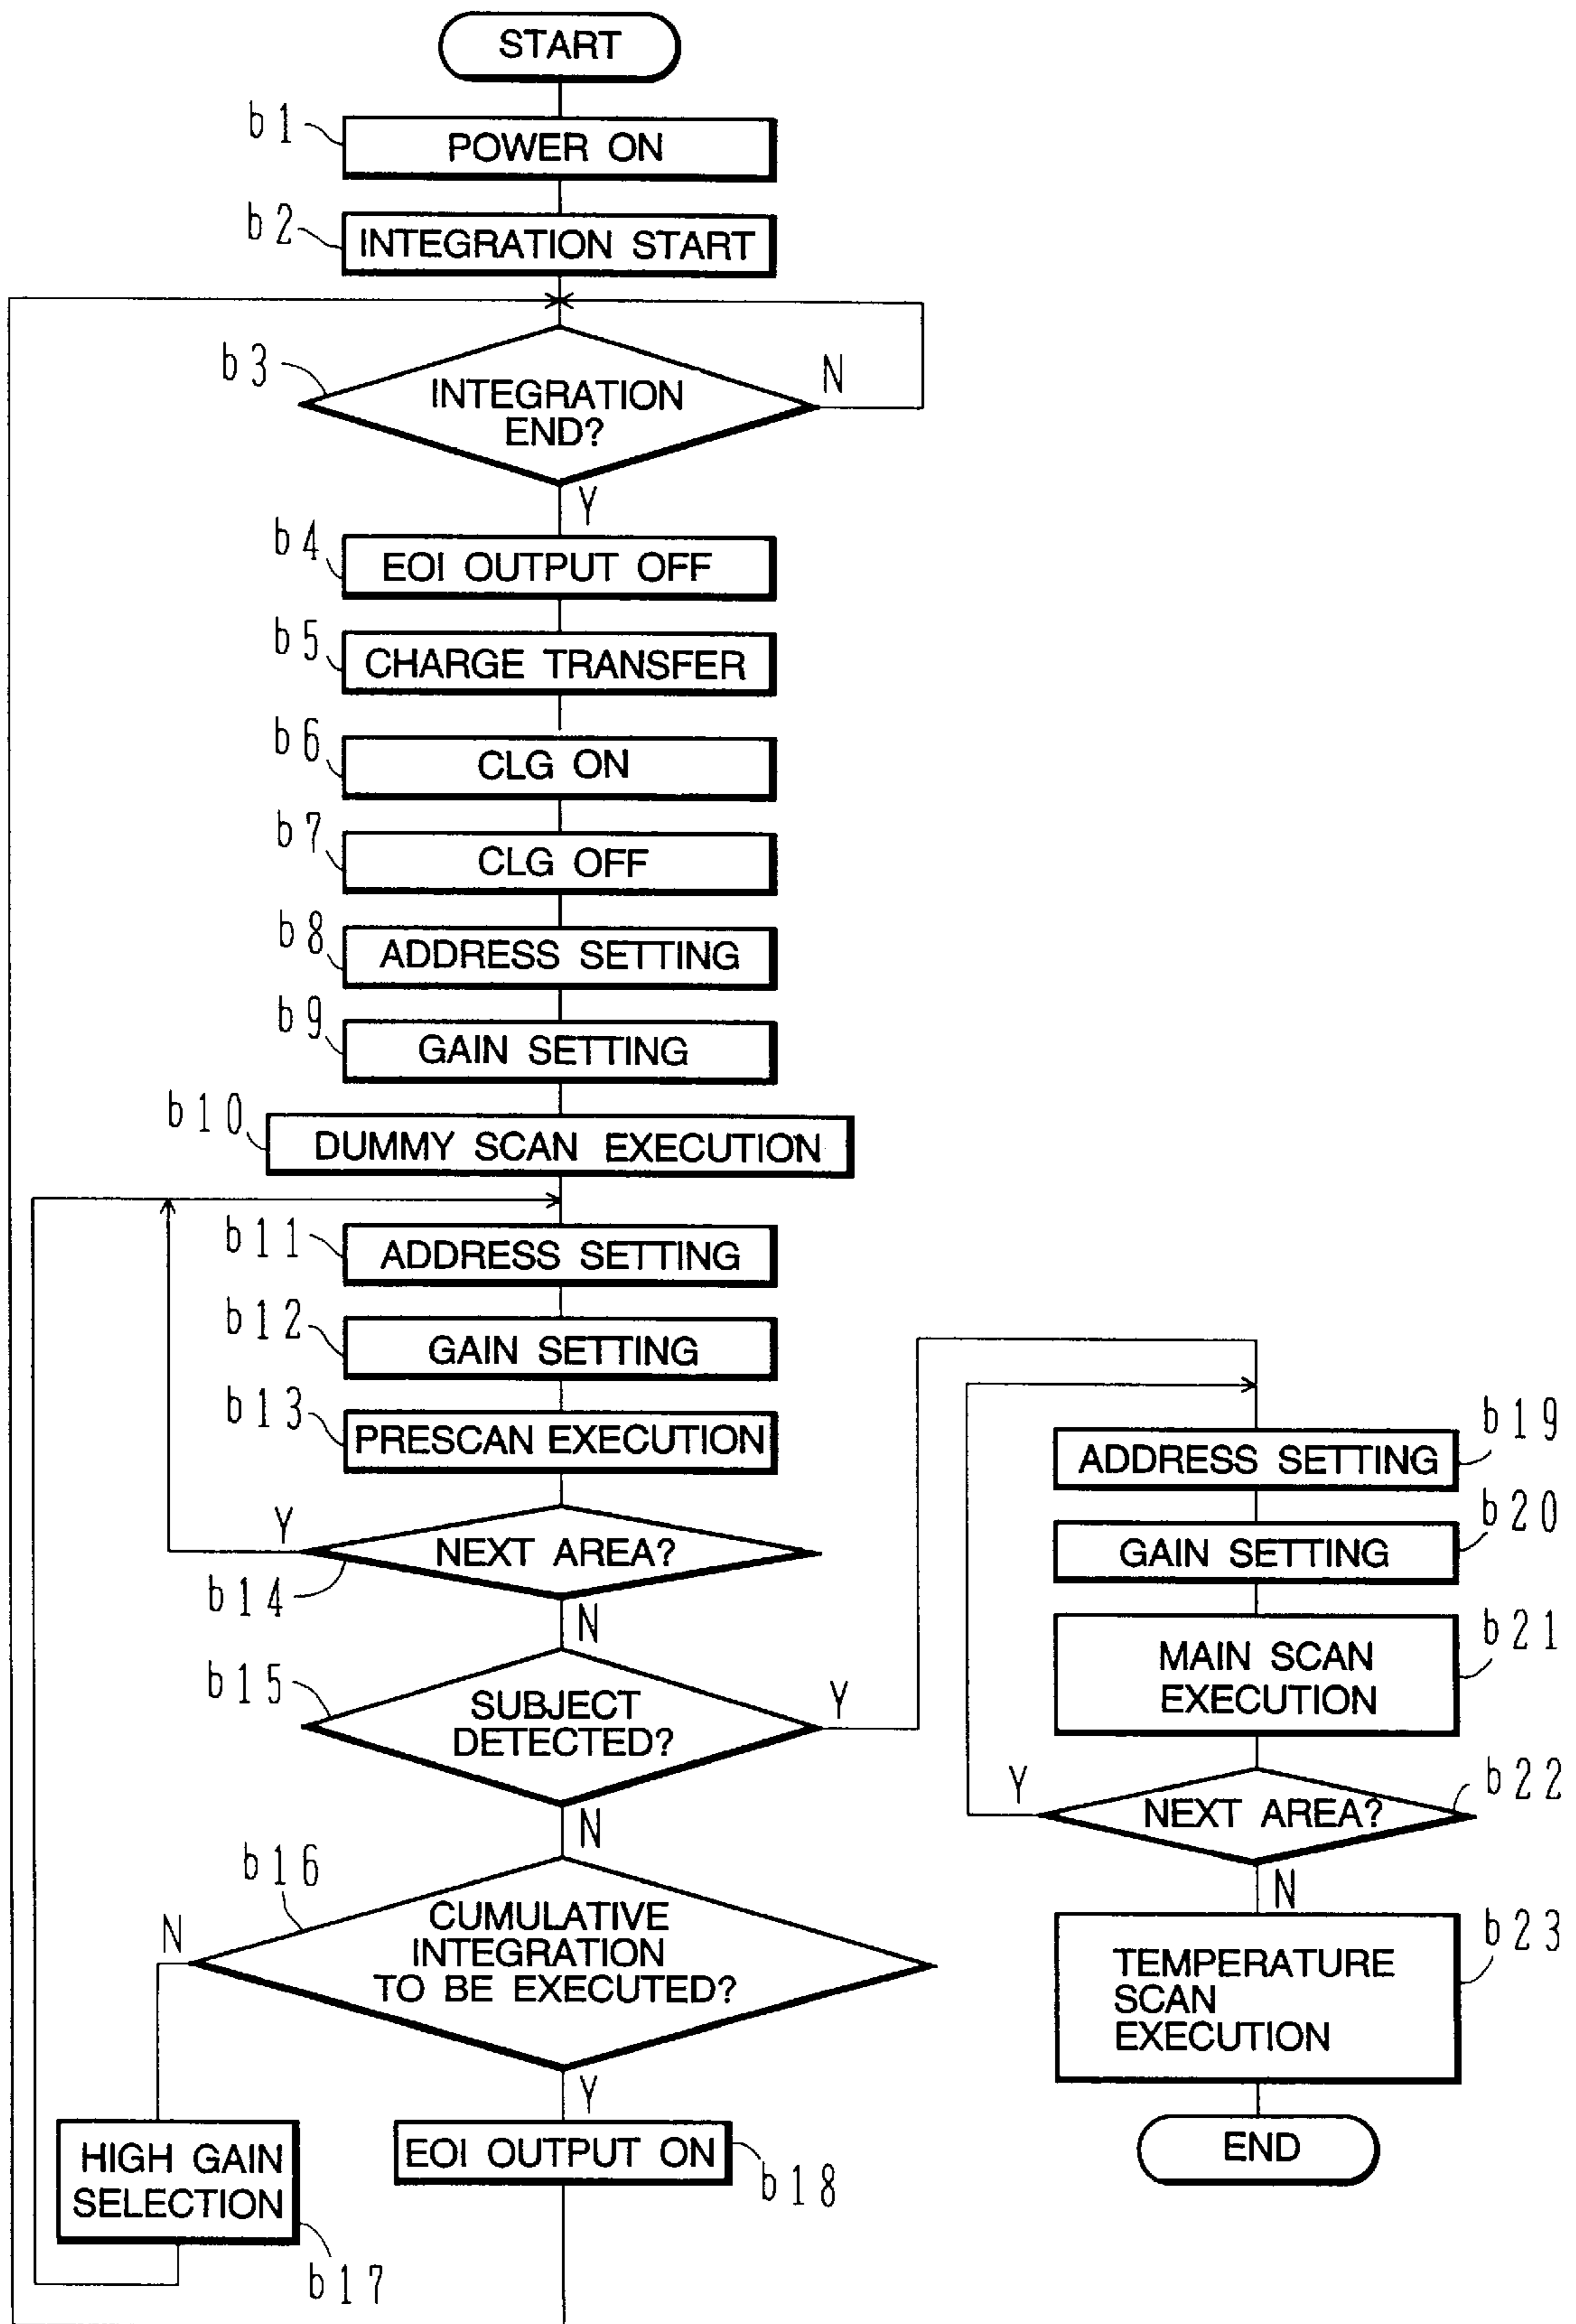 START
b1
POWER ON
b2
INTEGRATION START
b3
INTEGRATION
END?
N
Y
b4
EOI OUTPUT OFF
b5
CHARGE TRANSFER
b6
CLG ON
b7
CLG OFF
b8
ADDRESS SETTING
b9
GAIN SETTING
b10
DUMMY SCAN EXECUTION
b11
ADDRESS SETTING
b12
GAIN SETTING
b13
PRESCAN EXECUTION
Y
NEXT AREA?
b14
N
b15
SUBJECT
DETECTED?
Y
N
b16
CUMULATIVE
INTEGRATION
TO BE EXECUTED?
N
Y
HIGH GAIN
SELECTION
b17
EOI OUTPUT ON
b18
b19
ADDRESS SETTING
b20
GAIN SETTING
b21
MAIN SCAN
EXECUTION
Y
NEXT AREA?
b22
N
b23
TEMPERATURE
SCAN
EXECUTION
END